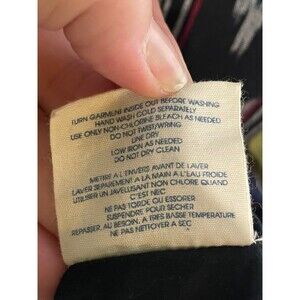 TURN GARMENT INSIDE OUT BEFORE WASHING
HAND WASH COLD SEPARATELY
USE ONLY NON-CHLORINE BLEACH AS NEEDED
DO NOT TWIST/WRING
LINE DRY
LOW IRON AS NEEDED
DO NOT DRY CLEAN
METTRE A L'ENVERS AVANT DE LAVER
LAVER SEPAREMENT A LA MAIN A L'EAU FROIDE
UTILISER UN JAVELLISANT NON CHLORE QUAND
C'EST NEC'
NE PAS TORDE OU ESSORER
SUSPENDRE POUR SECHER
REPASSER, AU BESOIN, A TRES BASSE TEMPERATURE
NE PAS NETTOYER A SEC